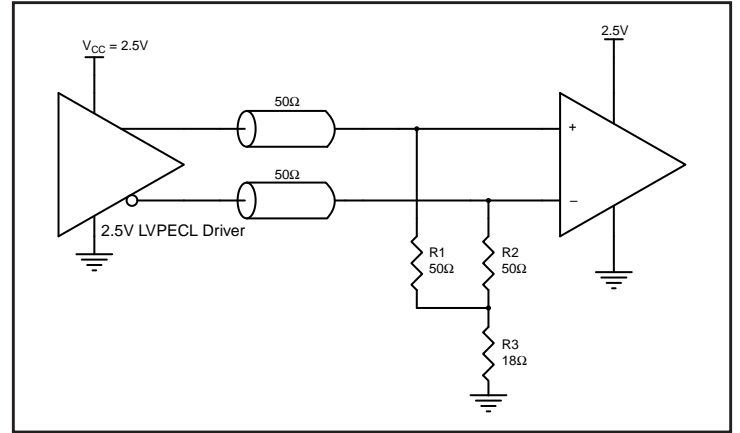 V_CC = 2.5V
2.5V
50Ω
50Ω
+
−
2.5V LVPECL Driver
R1
50Ω
R2
50Ω
R3
18Ω